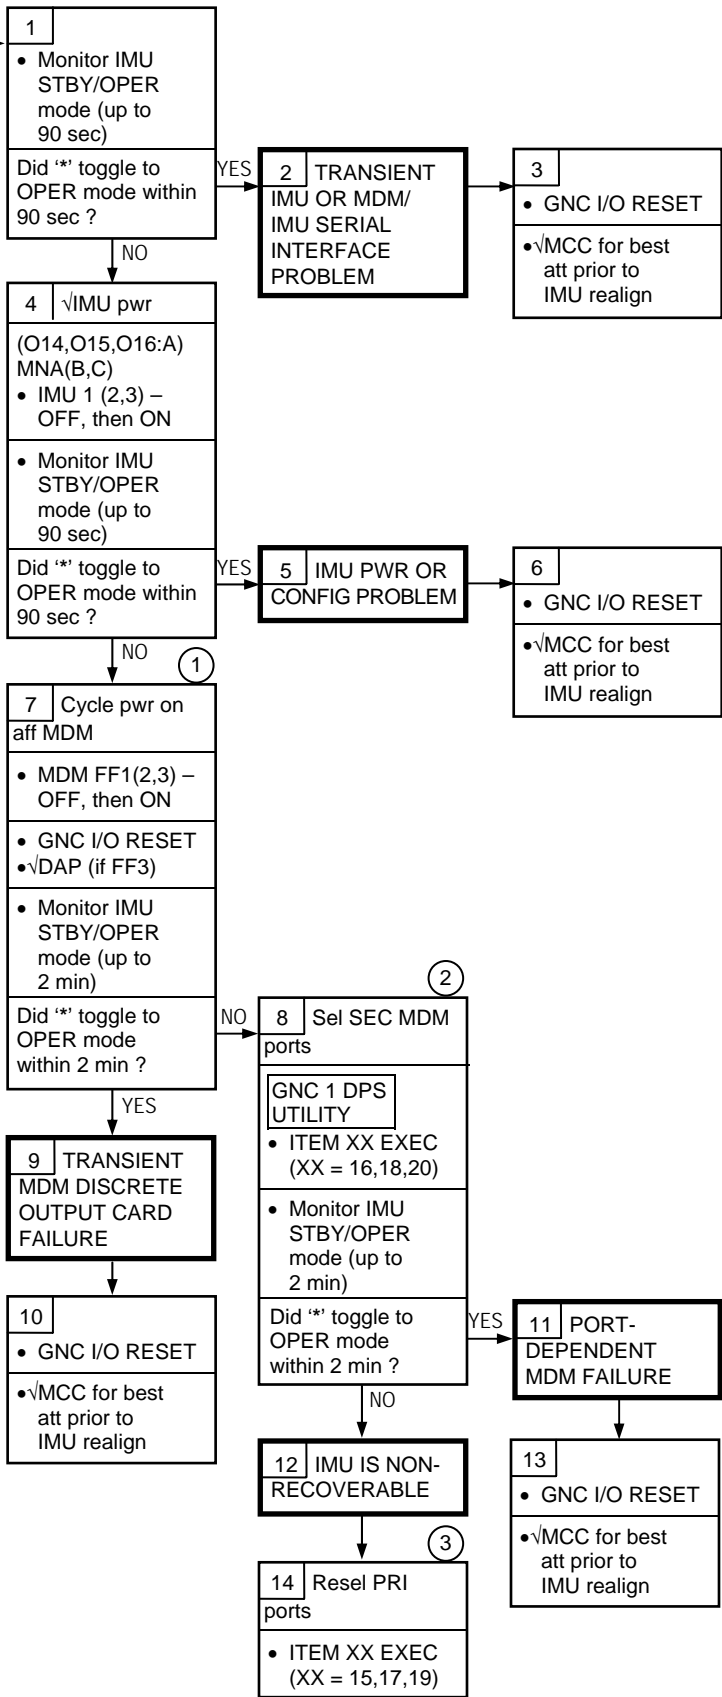 1
• Monitor IMU
STBY/OPER
mode (up to
90 sec)
Did '*' toggle to
OPER mode within
90 sec ?
YES
NO
2 TRANSIENT
IMU OR MDM/
IMU SERIAL
INTERFACE
PROBLEM
3
• GNC I/O RESET
•√MCC for best
att prior to
IMU realign
4 √IMU pwr
(O14,O15,O16:A)
MNA(B,C)
• IMU 1 (2,3) –
OFF, then ON
• Monitor IMU
STBY/OPER
mode (up to
90 sec)
Did '*' toggle to
OPER mode within
90 sec ?
YES
NO
5 IMU PWR OR
CONFIG PROBLEM
6
• GNC I/O RESET
•√MCC for best
att prior to
IMU realign
1
7 Cycle pwr on
aff MDM
• MDM FF1(2,3) –
OFF, then ON
• GNC I/O RESET
•√DAP (if FF3)
• Monitor IMU
STBY/OPER
mode (up to
2 min)
Did '*' toggle to
OPER mode
within 2 min ?
NO
YES
2
8 Sel SEC MDM
ports
GNC 1 DPS
UTILITY
• ITEM XX EXEC
(XX = 16,18,20)
• Monitor IMU
STBY/OPER
mode (up to
2 min)
Did '*' toggle to
OPER mode
within 2 min ?
YES
NO
9 TRANSIENT
MDM DISCRETE
OUTPUT CARD
FAILURE
10
• GNC I/O RESET
•√MCC for best
att prior to
IMU realign
11 PORT-
DEPENDENT
MDM FAILURE
12 IMU IS NON-
RECOVERABLE
13
• GNC I/O RESET
•√MCC for best
att prior to
IMU realign
3
14 Resel PRI
ports
• ITEM XX EXEC
(XX = 15,17,19)